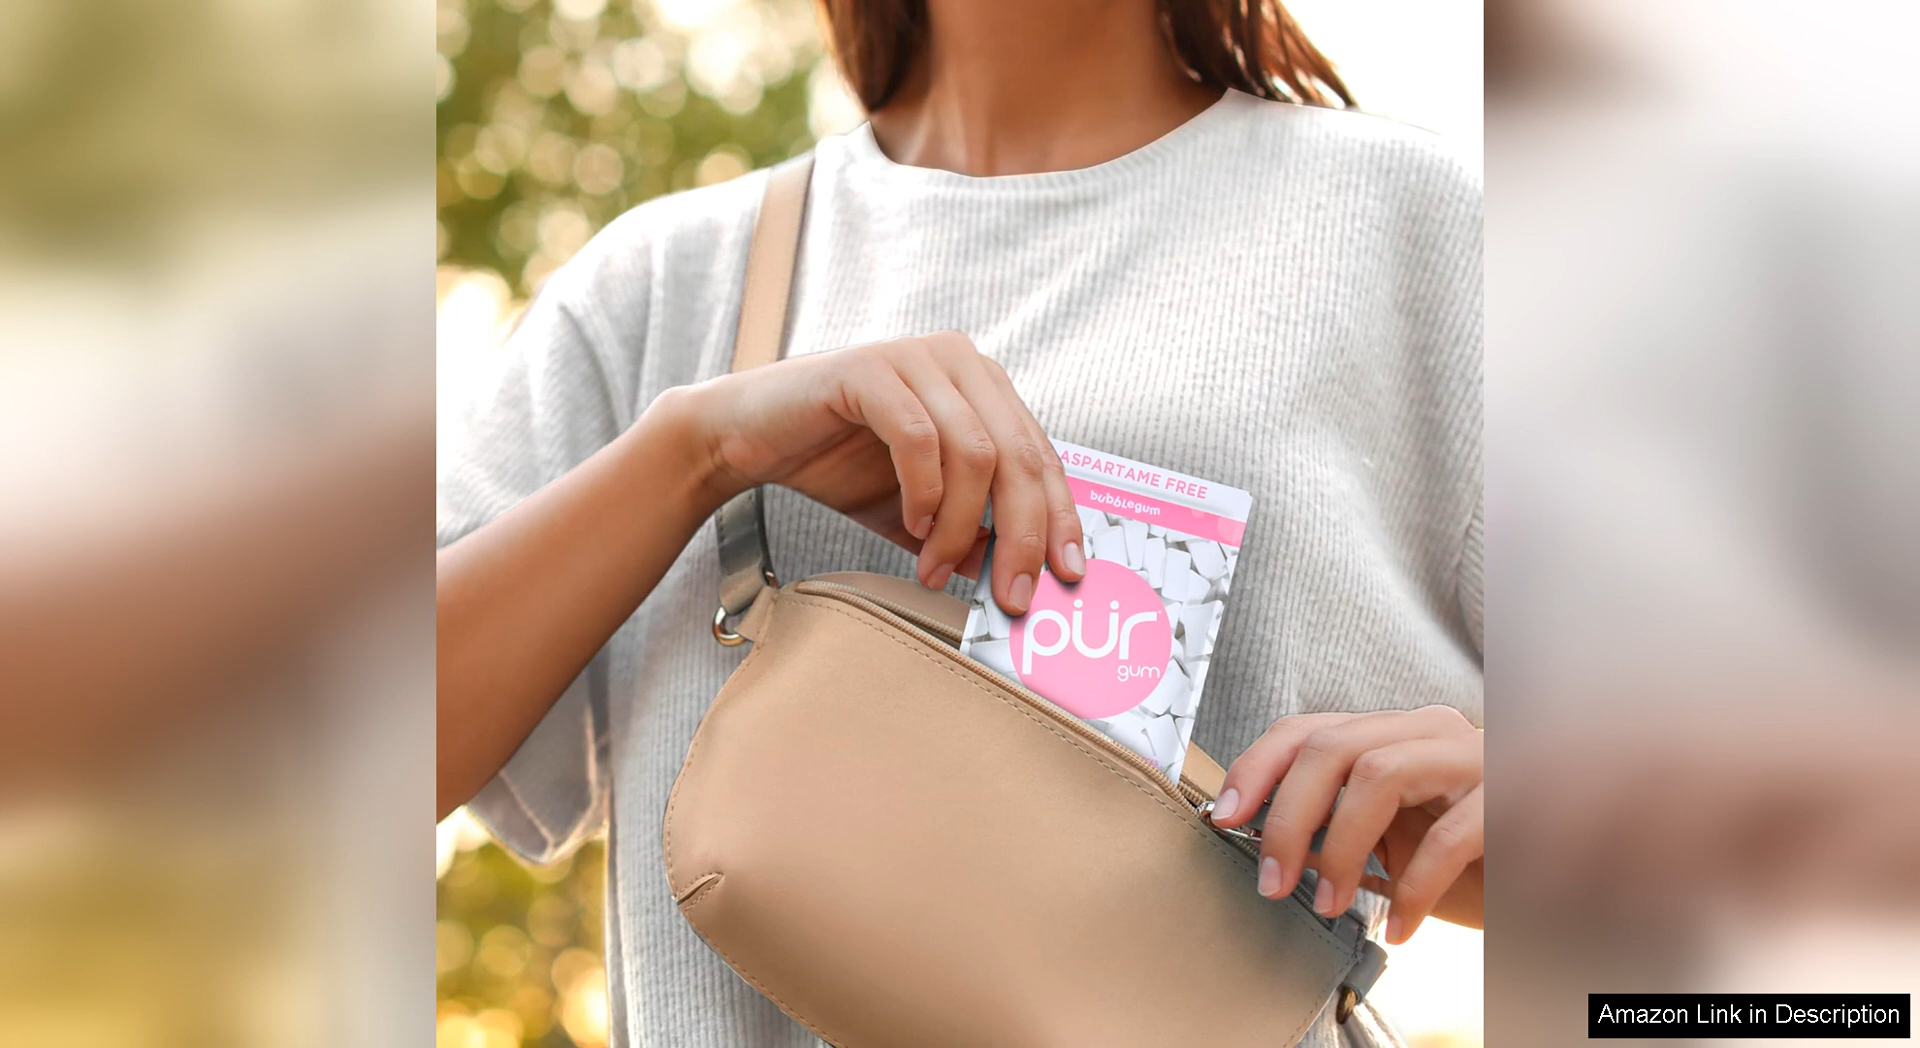 ASPARTAME FREE
bubblegum
pür
gum
Amazon Link in Description